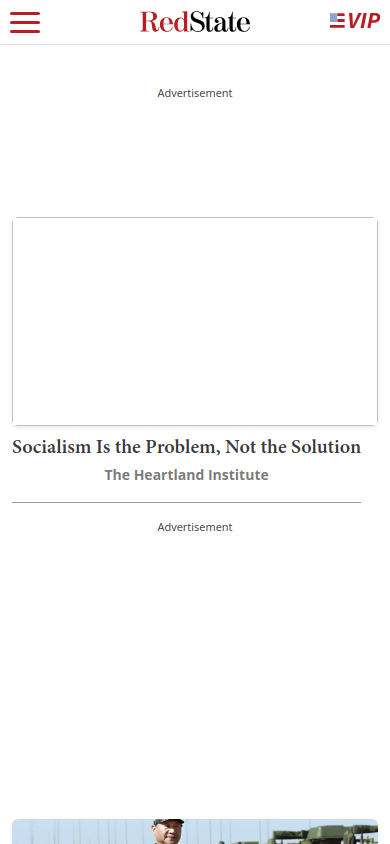 RedState
VIP
Advertisement
Socialism Is the Problem, Not the Solution
The Heartland Institute
Advertisement